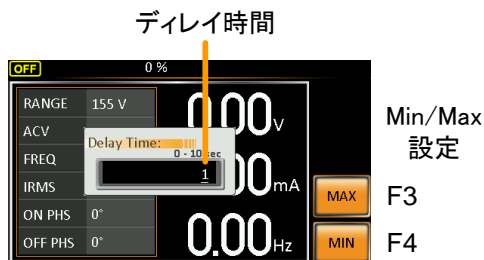 ディレイ時間
OFF 0 %
RANGE 155 V
ACV
FREQ
IRMS
ON PHS 0°
OFF PHS 0°
Delay Time:
0 - 10 sec
1
0.00V
mA
0.00Hz
MAX
MIN
Min/Max
設定
F3
F4